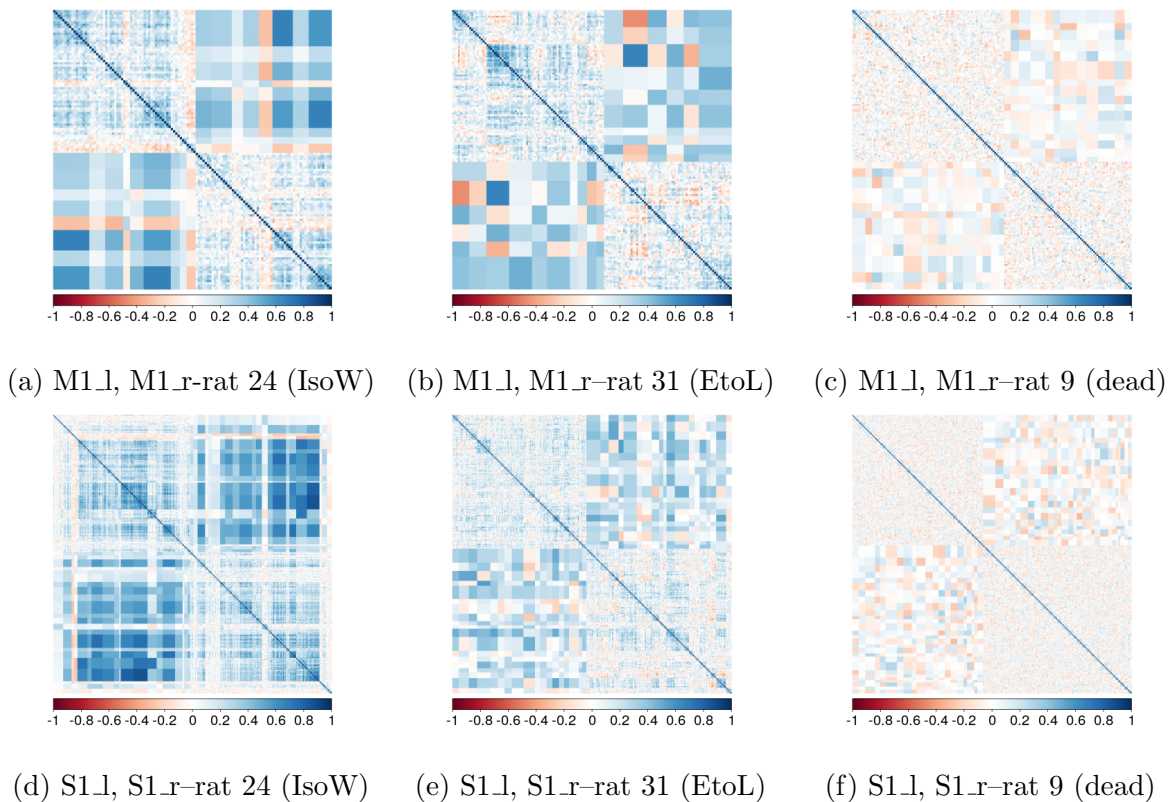 -1 -0.8 -0.6 -0.4 -0.2 0 0.2 0.4 0.6 0.8 1
-1 -0.8 -0.6 -0.4 -0.2 0 0.2 0.4 0.6 0.8 1
-1 -0.8 -0.6 -0.4 -0.2 0 0.2 0.4 0.6 0.8 1
(a) M1_l, M1_r-rat 24 (IsoW)
(b) M1_l, M1_r–rat 31 (EtoL)
(c) M1_l, M1_r–rat 9 (dead)
-1 -0.8 -0.6 -0.4 -0.2 0 0.2 0.4 0.6 0.8 1
-1 -0.8 -0.6 -0.4 -0.2 0 0.2 0.4 0.6 0.8 1
-1 -0.8 -0.6 -0.4 -0.2 0 0.2 0.4 0.6 0.8 1
(d) S1_l, S1_r–rat 24 (IsoW)
(e) S1_l, S1_r–rat 31 (EtoL)
(f) S1_l, S1_r–rat 9 (dead)